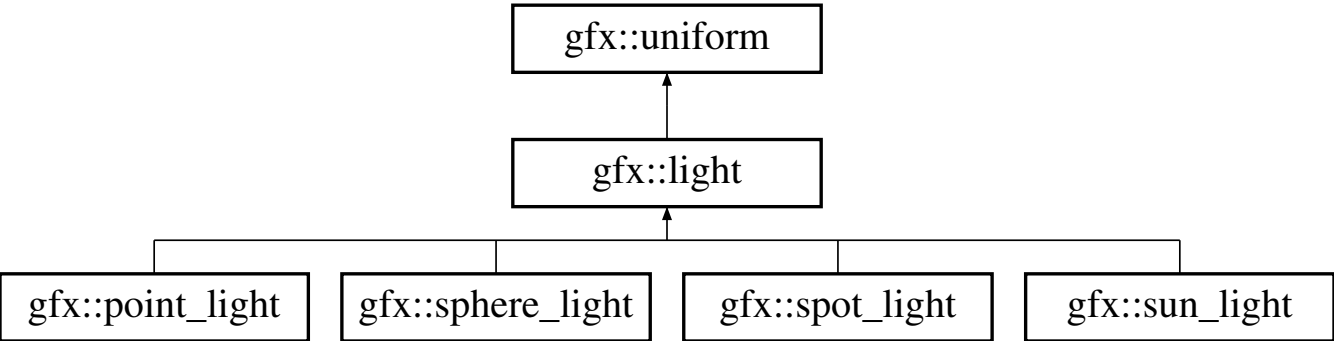 gfx::uniform
gfx::light
gfx::point_light
gfx::sphere_light
gfx::spot_light
gfx::sun_light